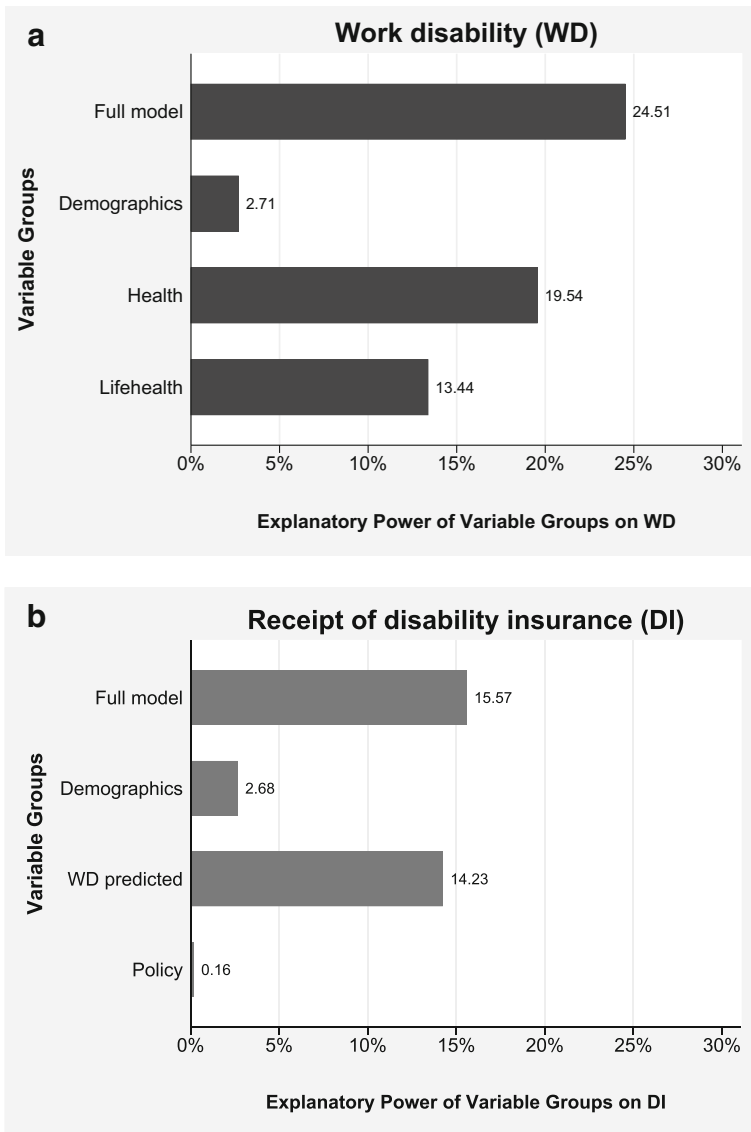 a
Work disability (WD)
Variable Groups
Full model
24.51
Demographics
2.71
Health
19.54
Lifehealth
13.44
0% 5% 10% 15% 20% 25% 30%
Explanatory Power of Variable Groups on WD
b
Receipt of disability insurance (DI)
Variable Groups
Full model
15.57
Demographics
2.68
WD predicted
14.23
Policy
0.16
0% 5% 10% 15% 20% 25% 30%
Explanatory Power of Variable Groups on DI